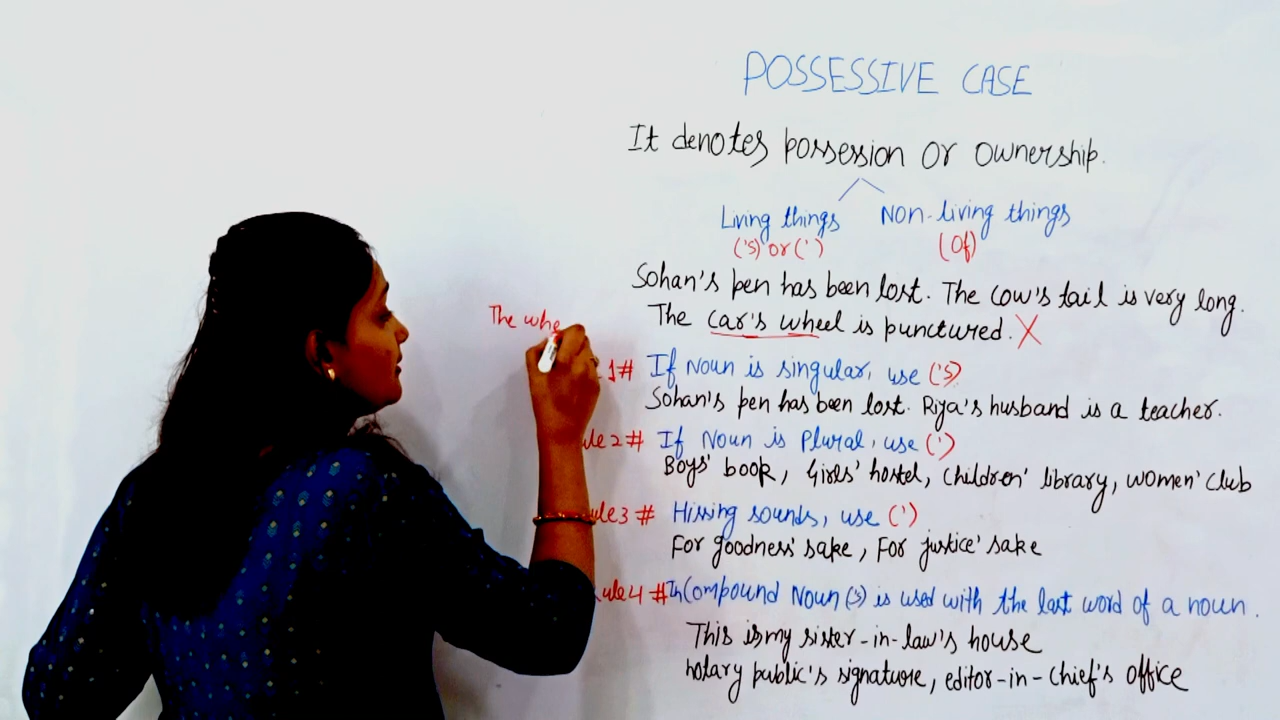 POSSESSIVE CASE
It denotes possession or ownership.
Living things Non-living things
('s) or (') (Of)
Sohan's pen has been lost. The cow's tail is very long.
The car's wheel is punctured. X
The whe
1# If Noun is singular, use ('s)
Sohan's pen has been lost. Riya's husband is a teacher.
ule 2# If Noun is Plural, use (')
Boys' book, Girls' hostel, Children' library, women' club
ule3 # Hissing sounds, use (')
For goodness' sake, For justice' sake
ule4 # In Compound Noun ('s) is used with the last word of a noun.
This is my sister-in-law's house
notary public's signature, editor-in-chief's office